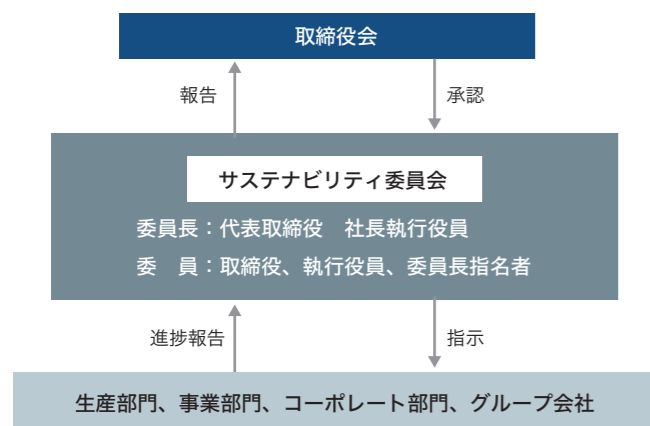 取締役会
報告
承認
サステナビリティ委員会
委員長：代表取締役　社長執行役員
委　員：取締役、執行役員、委員長指名者
進捗報告
指示
生産部門、事業部門、コーポレート部門、グループ会社